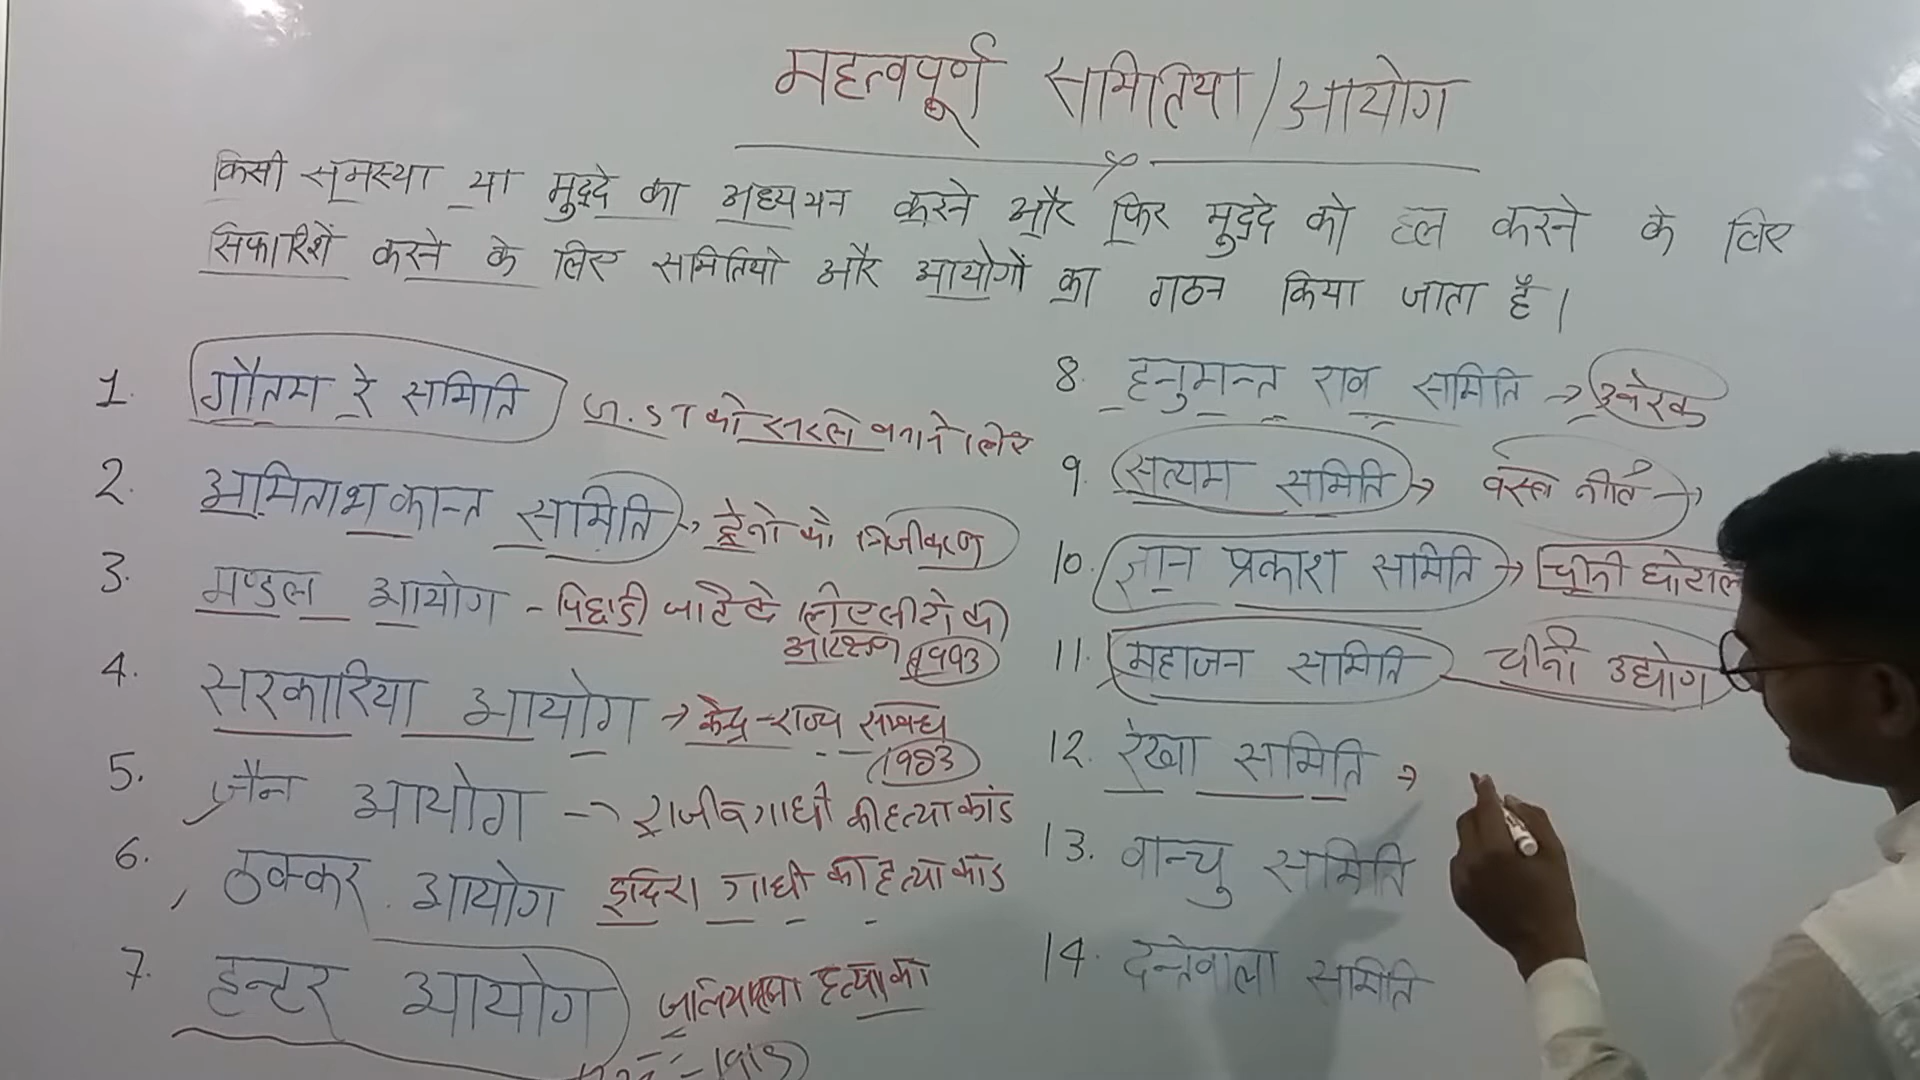 महत्वपूर्ण समितिया/आयोग
किसी समस्या या मुद्दे का अध्ययन करने और फिर मुद्दे को हल करने के लिए
सिफारिशें करने के लिए समितियो और आयोगों का गठन किया जाता हैं।
1. गौतम रे समिति J. ST को सरल बनाने लिए
2. अमिताभ कान्त समिति → ट्रेनो को निजीकरण
3. मण्डल आयोग - पिछडी
आरक्षण 1993
4. सरकारिया आयोग → केन्द्र-राज्य सम्बन्ध
1983
5. जैन आयोग → राजीव गाधी की हत्या कांड
6. ठक्कर आयोग इन्दिरा गाधी की हत्या कांड
7. हन्टर आयोग हत्या का
8. हनुमन्त राव समिति → उर्वरक
9. सत्यम समिति → वस्त्र नीति →
10. ज्ञान प्रकाश समिति → चीनी घोटाल
11. महाजन समिति चीनी उद्योग
12. रेखा समिति →
13. वान्चु समिति
14. दन्तेवाला समिति